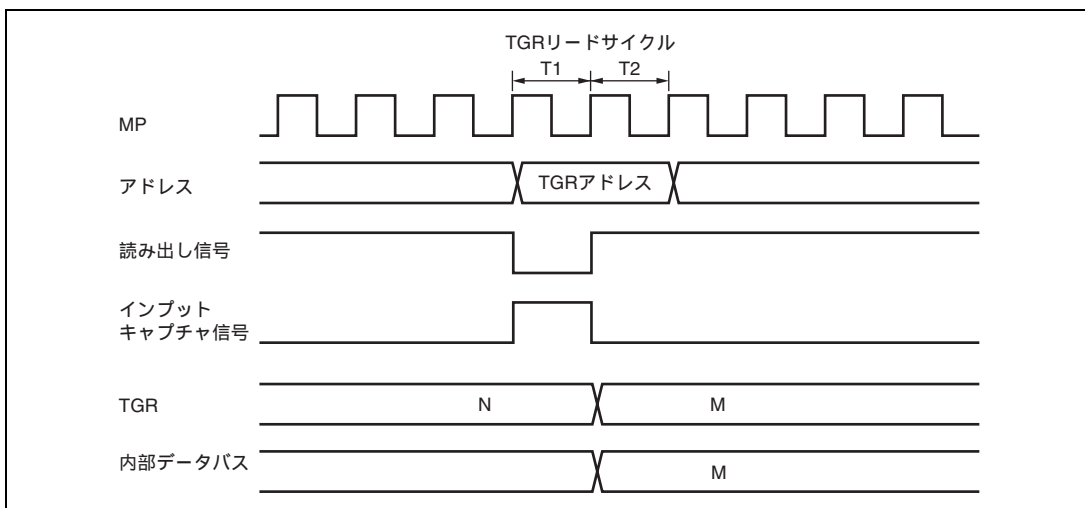 TGRリードサイクル
T1
T2
MP
アドレス
TGRアドレス
読み出し信号
インプット
キャプチャ信号
TGR
N
M
内部データバス
M